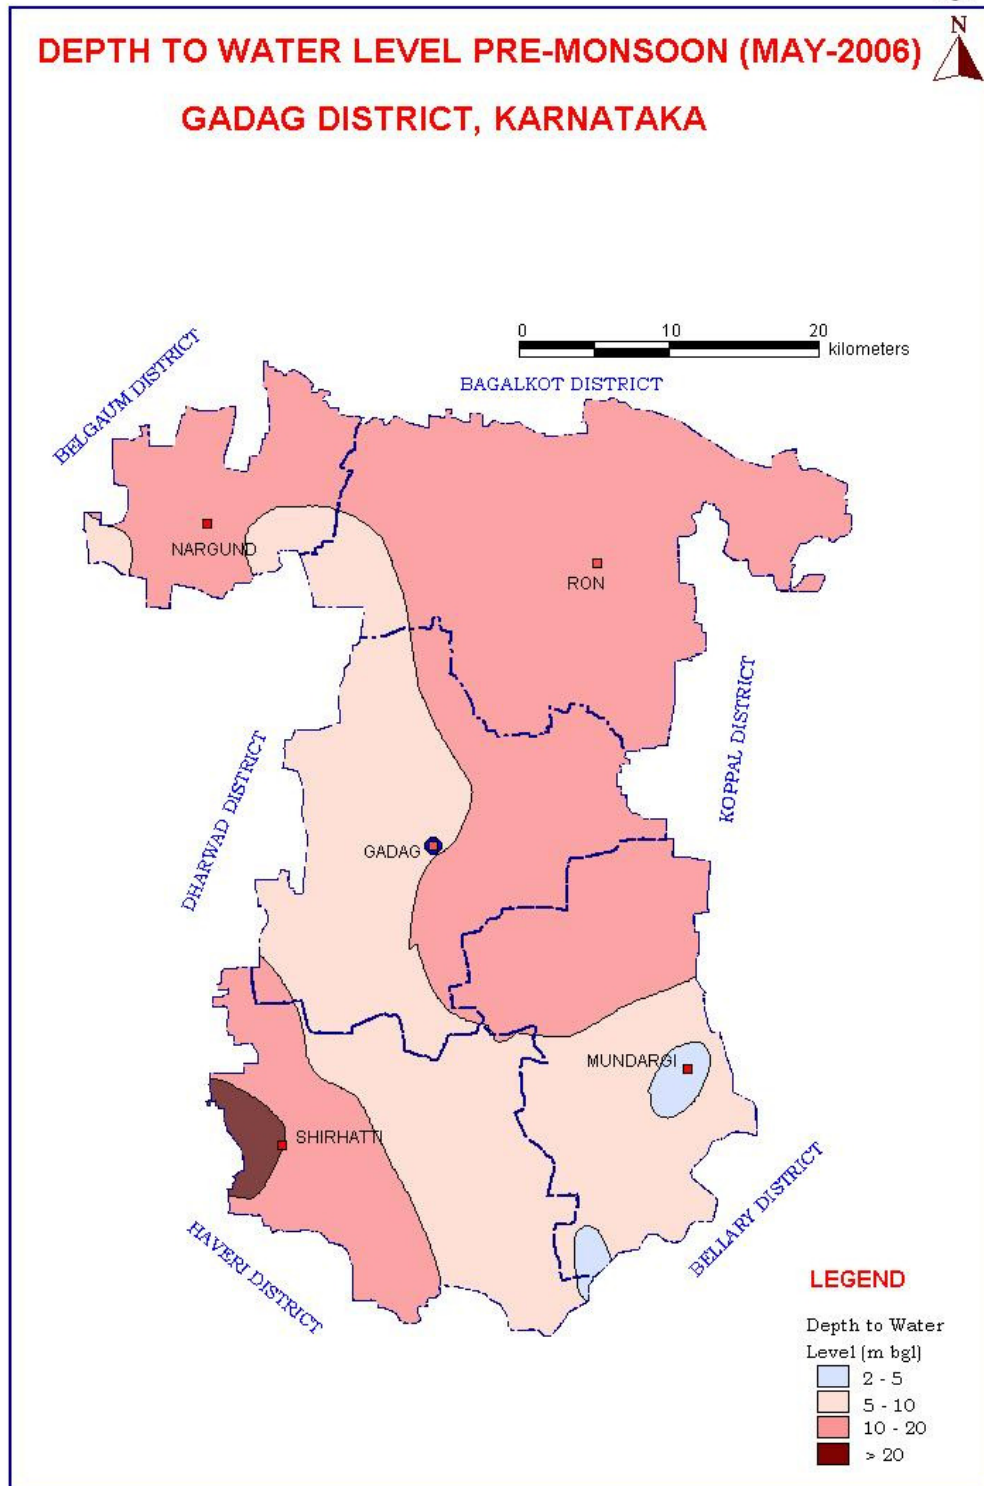 N
DEPTH TO WATER LEVEL PRE-MONSOON (MAY-2006)
GADAG DISTRICT, KARNATAKA
0 10 20
kilometers
BELGAUM DISTRICT
BAGALKOT DISTRICT
NARGUND
RON
KOPPAL DISTRICT
DHARWAD DISTRICT
GADAG
MUNDARGI
SHIRHATTI
BELLARY DISTRICT
HAVERI DISTRICT
LEGEND
Depth to Water
Level (m bgl)
2 - 5
5 - 10
10 - 20
> 20